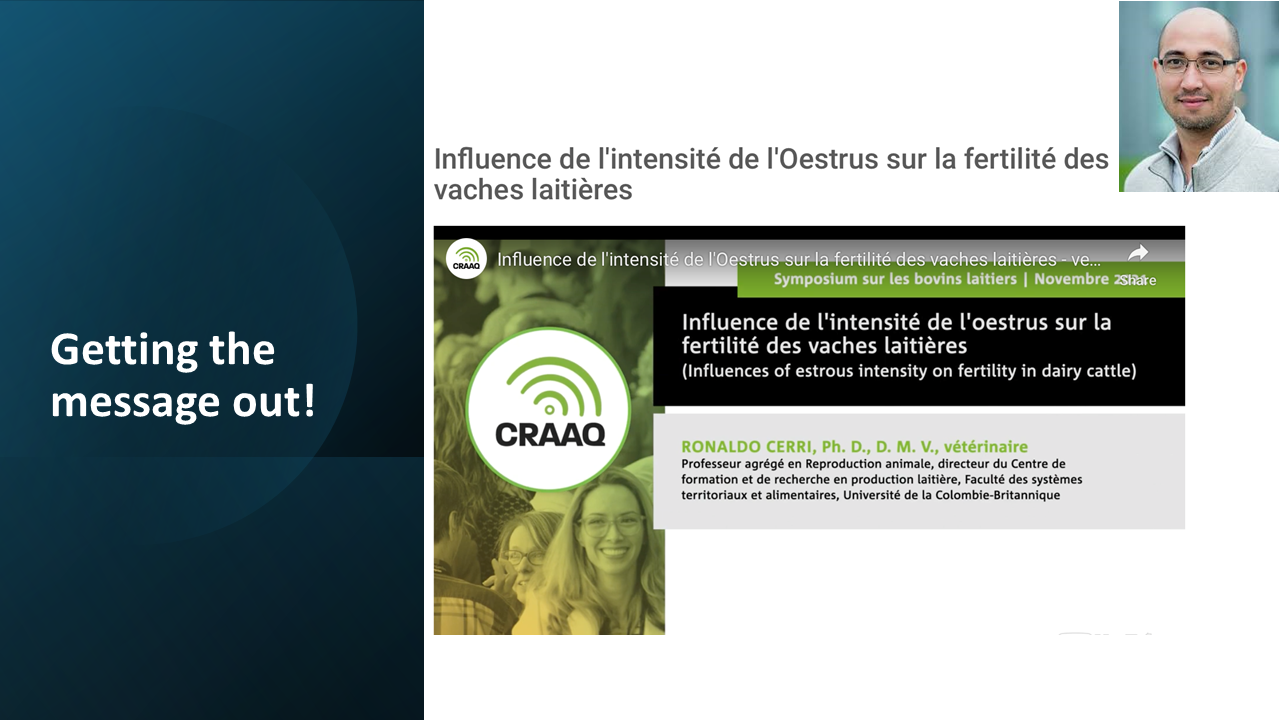 Getting the
message out!
Influence de l'intensité de l'Oestrus sur la fertilité des
vaches laitières
CRAAQ
Influence de l'intensité de l'Oestrus sur la fertilité des vaches laitières - ve...
Share
Symposium sur les bovins laitiers | Novembre
Influence de l'intensité de l'oestrus sur la
fertilité des vaches laitières
(Influences of estrous intensity on fertility in dairy cattle)
CRAAQ
RONALDO CERRI, Ph. D., D. M. V., vétérinaire
Professeur agrégé en Reproduction animale, directeur du Centre de
formation et de recherche en production laitière, Faculté des systèmes
territoriaux et alimentaires, Université de la Colombie-Britannique